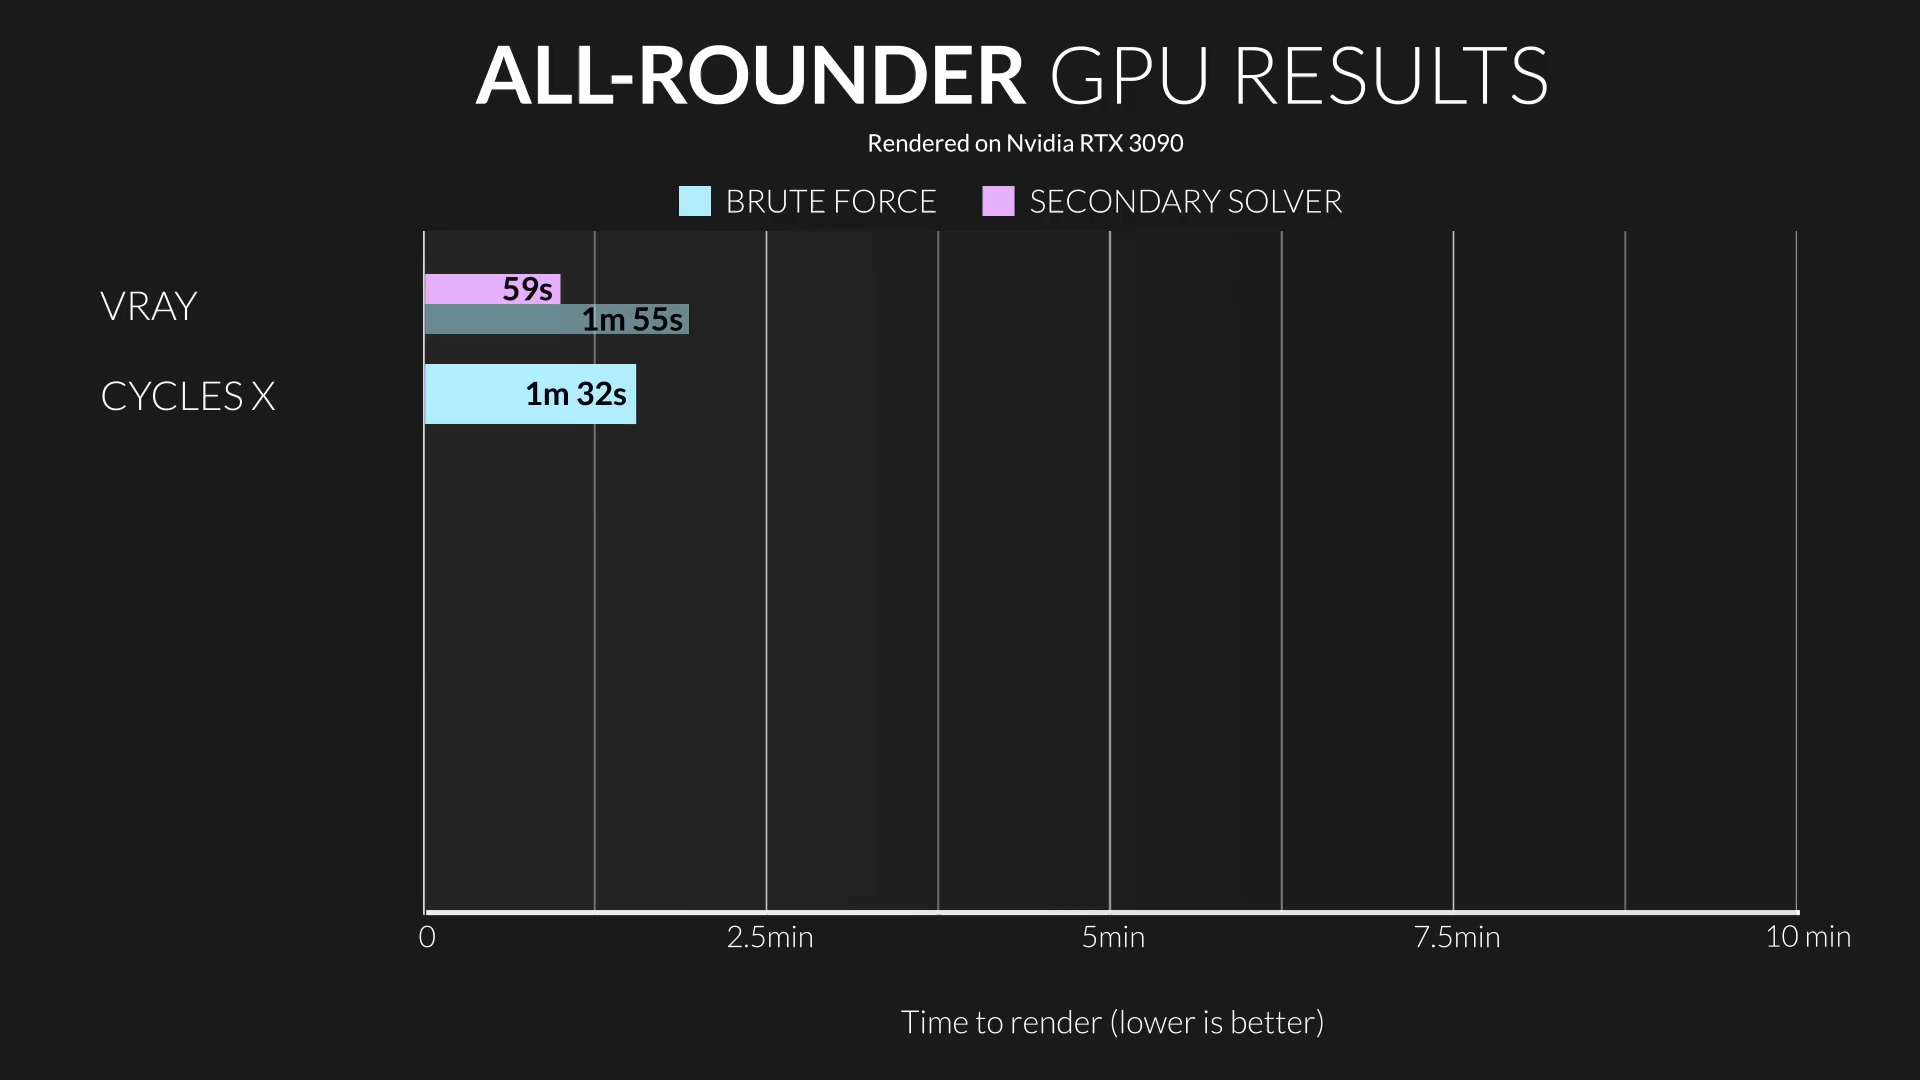 ALL-ROUNDER GPU RESULTS
Rendered on Nvidia RTX 3090
BRUTE FORCE SECONDARY SOLVER
VRAY
59s
1m 55s
CYCLES X
1m 32s
0 2.5min 5min 7.5min 10 min
Time to render (lower is better)